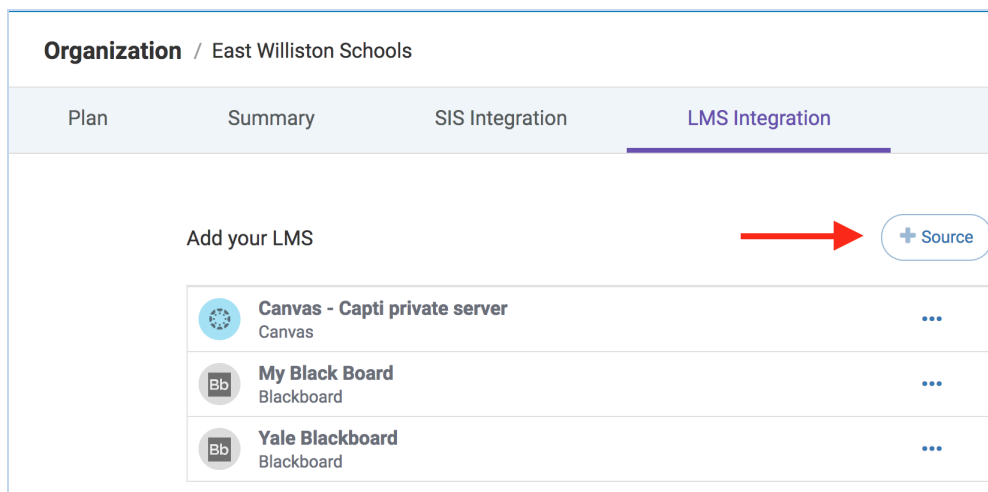 Organization / East Williston Schools
Plan Summary SIS Integration LMS Integration
Add your LMS
+ Source
Canvas - Capti private server
Canvas
Bb
My Black Board
Blackboard
Bb
Yale Blackboard
Blackboard